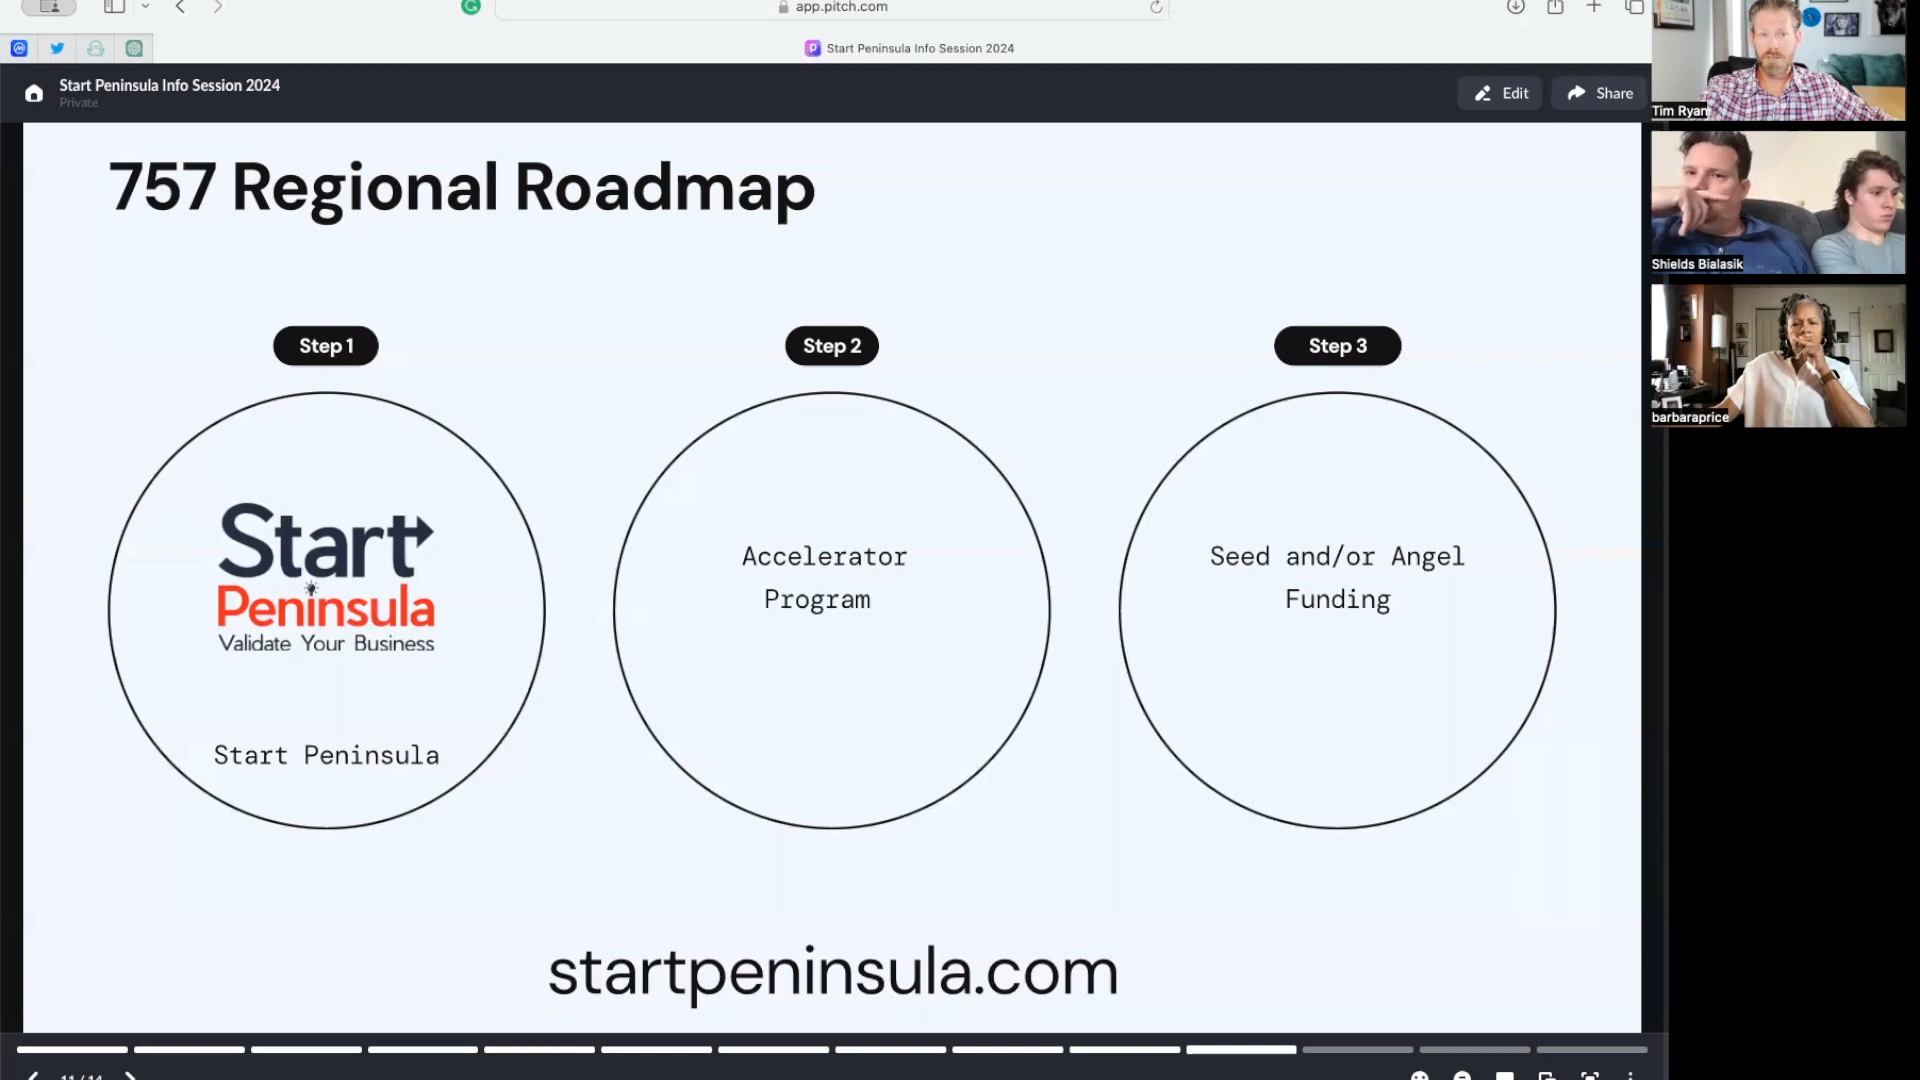 app.pitch.com
Start Peninsula Info Session 2024
Start Peninsula Info Session 2024
Private
Edit
Share
757 Regional Roadmap
Step 1
Step 2
Step 3
Start
Peninsula
Validate Your Business
Start Peninsula
Accelerator
Program
Seed and/or Angel
Funding
startpeninsula.com
11 / 14
Tim Ryan
Shields Bialasik
barbaraprice